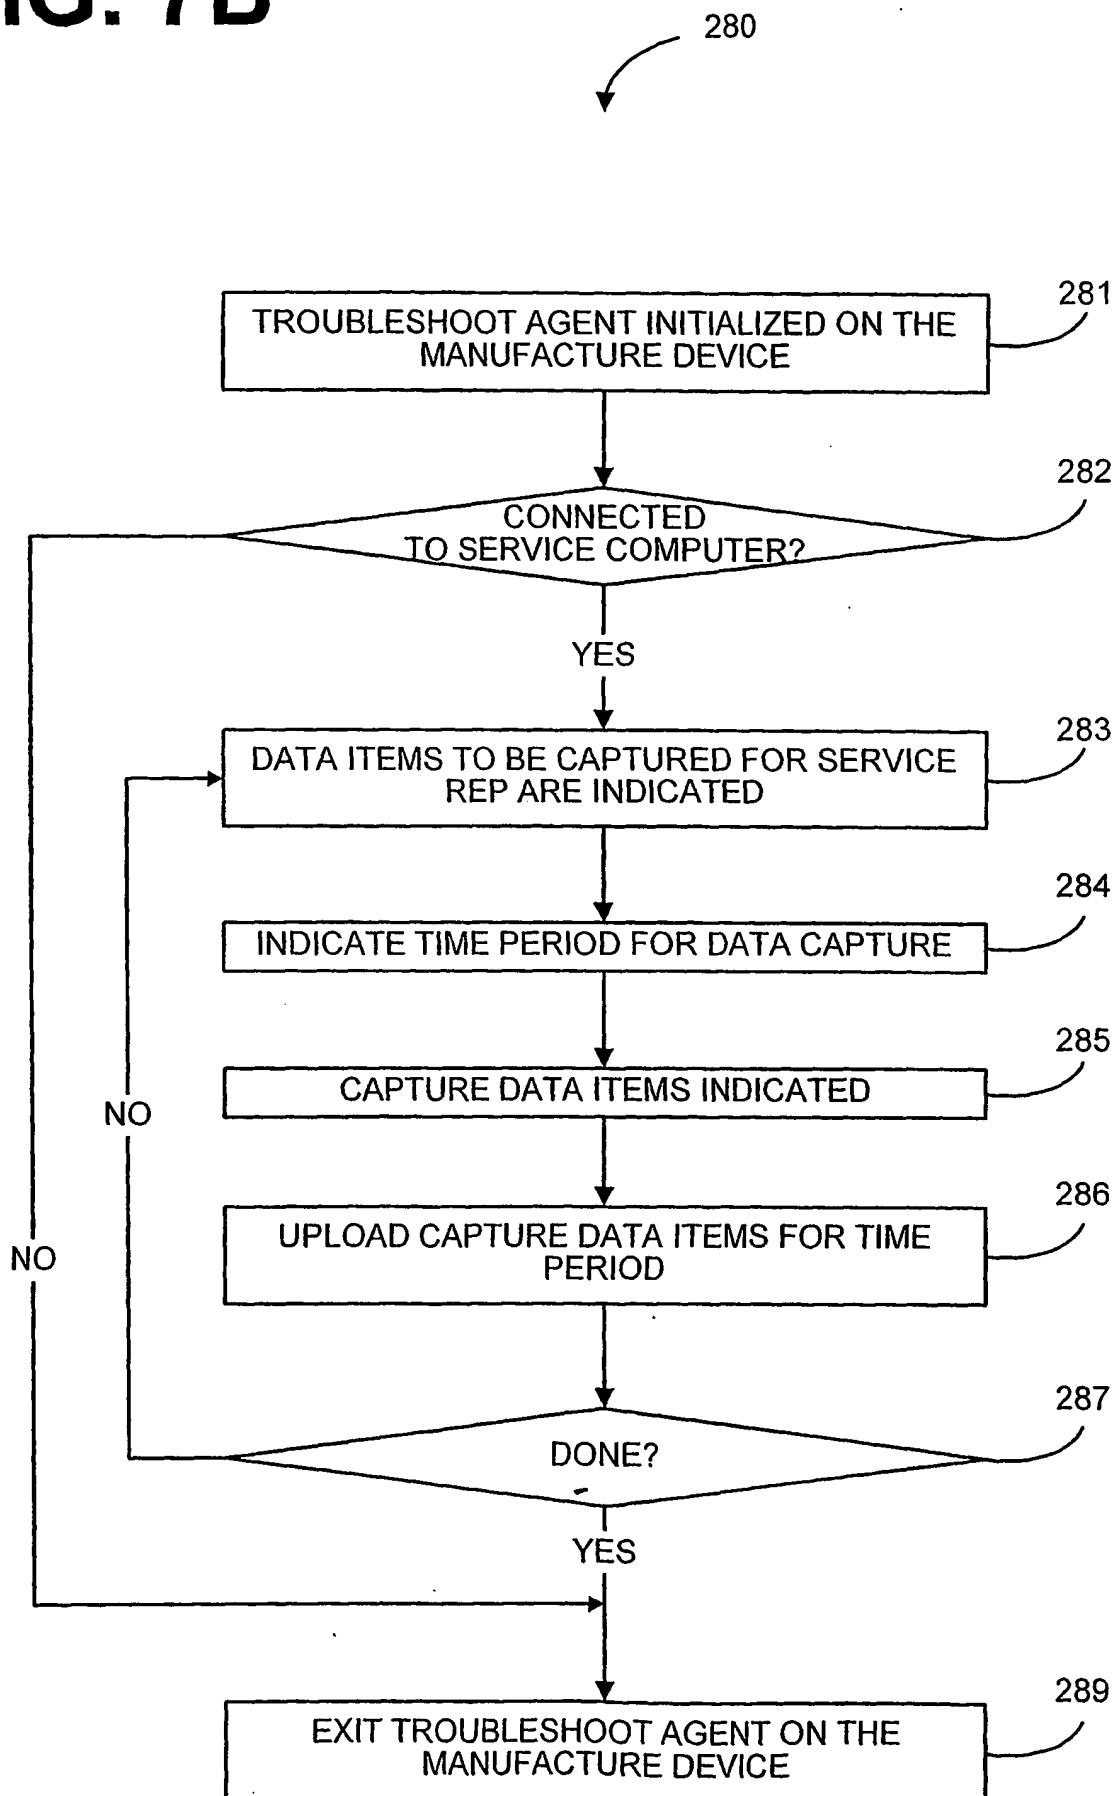 FIG. 7B
280
281
TROUBLESHOOT AGENT INITIALIZED ON THE
MANUFACTURE DEVICE
282
CONNECTED
TO SERVICE COMPUTER?
YES
283
DATA ITEMS TO BE CAPTURED FOR SERVICE
REP ARE INDICATED
284
INDICATE TIME PERIOD FOR DATA CAPTURE
285
CAPTURE DATA ITEMS INDICATED
NO
286
UPLOAD CAPTURE DATA ITEMS FOR TIME
PERIOD
NO
287
DONE?
YES
289
EXIT TROUBLESHOOT AGENT ON THE
MANUFACTURE DEVICE